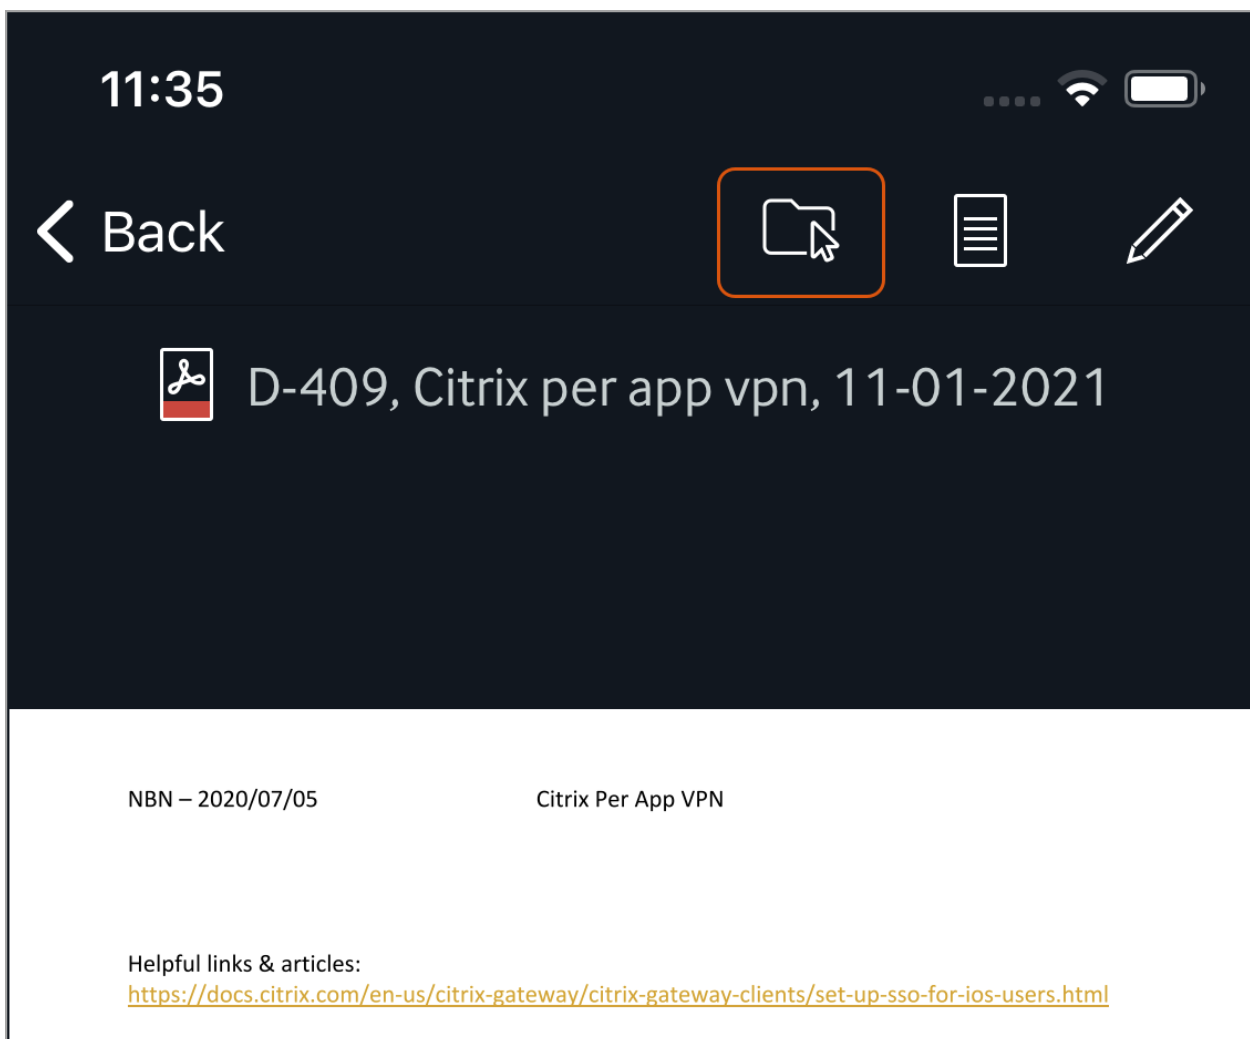 11:35
Back
D-409, Citrix per app vpn, 11-01-2021
NBN – 2020/07/05 Citrix Per App VPN
Helpful links & articles:
https://docs.citrix.com/en-us/citrix-gateway/citrix-gateway-clients/set-up-sso-for-ios-users.html